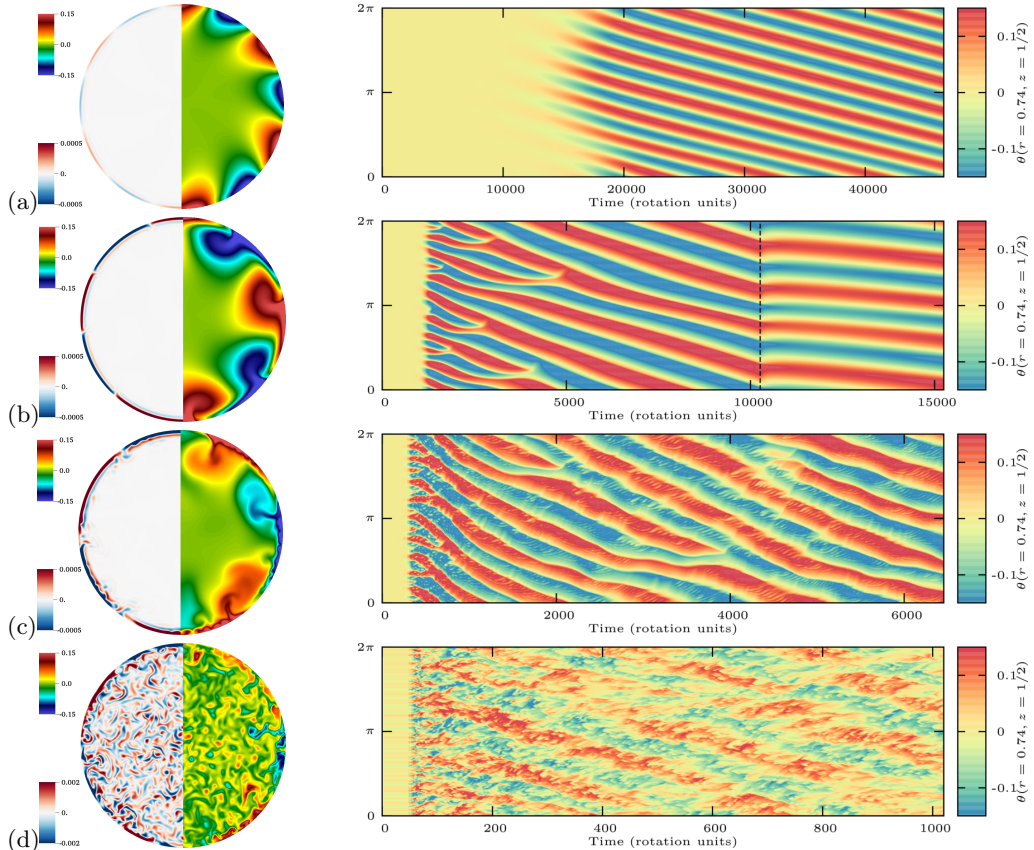 0.15
0.0
-0.15
0.0005
0.
-0.0005
(a)
2π
π
0
0
10000
20000
30000
40000
Time (rotation units)
0.1
0
-0.1
θ(r = 0.74, z = 1/2)
0.15
0.0
-0.15
0.0005
0.
-0.0005
(b)
2π
π
0
0
5000
10000
15000
Time (rotation units)
0.1
0
-0.1
θ(r = 0.74, z = 1/2)
0.15
0.0
-0.15
0.0005
0.
-0.0005
(c)
2π
π
0
2000
4000
6000
Time (rotation units)
0.1
0
-0.1
θ(r = 0.74, z = 1/2)
0.15
0.0
-0.15
0.002
0.
-0.002
(d)
2π
π
0
0
200
400
600
800
1000
Time (rotation units)
0.1
0
-0.1
θ(r = 0.74, z = 1/2)